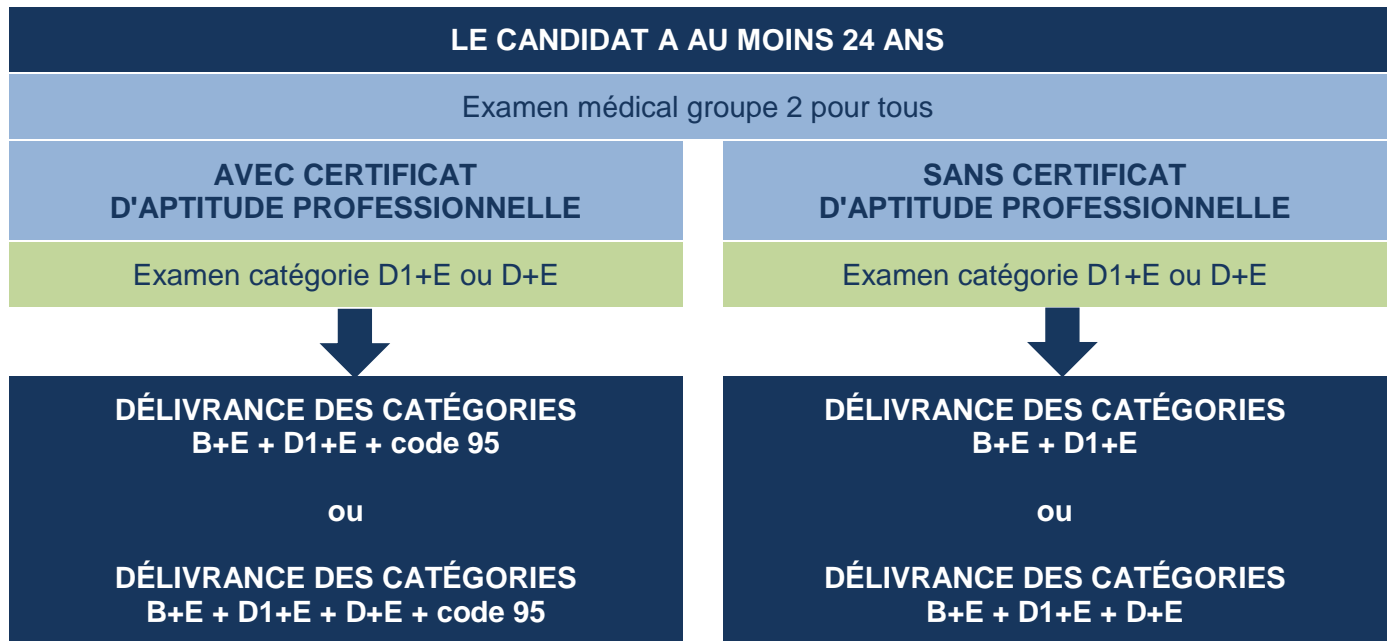 LE CANDIDAT A AU MOINS 24 ANS
Examen médical groupe 2 pour tous
AVEC CERTIFICAT
D'APTITUDE PROFESSIONNELLE
Examen catégorie D1+E ou D+E
DÉLIVRANCE DES CATÉGORIES
B+E + D1+E + code 95
ou
DÉLIVRANCE DES CATÉGORIES
B+E + D1+E + D+E + code 95
SANS CERTIFICAT
D'APTITUDE PROFESSIONNELLE
Examen catégorie D1+E ou D+E
DÉLIVRANCE DES CATÉGORIES
B+E + D1+E
ou
DÉLIVRANCE DES CATÉGORIES
B+E + D1+E + D+E